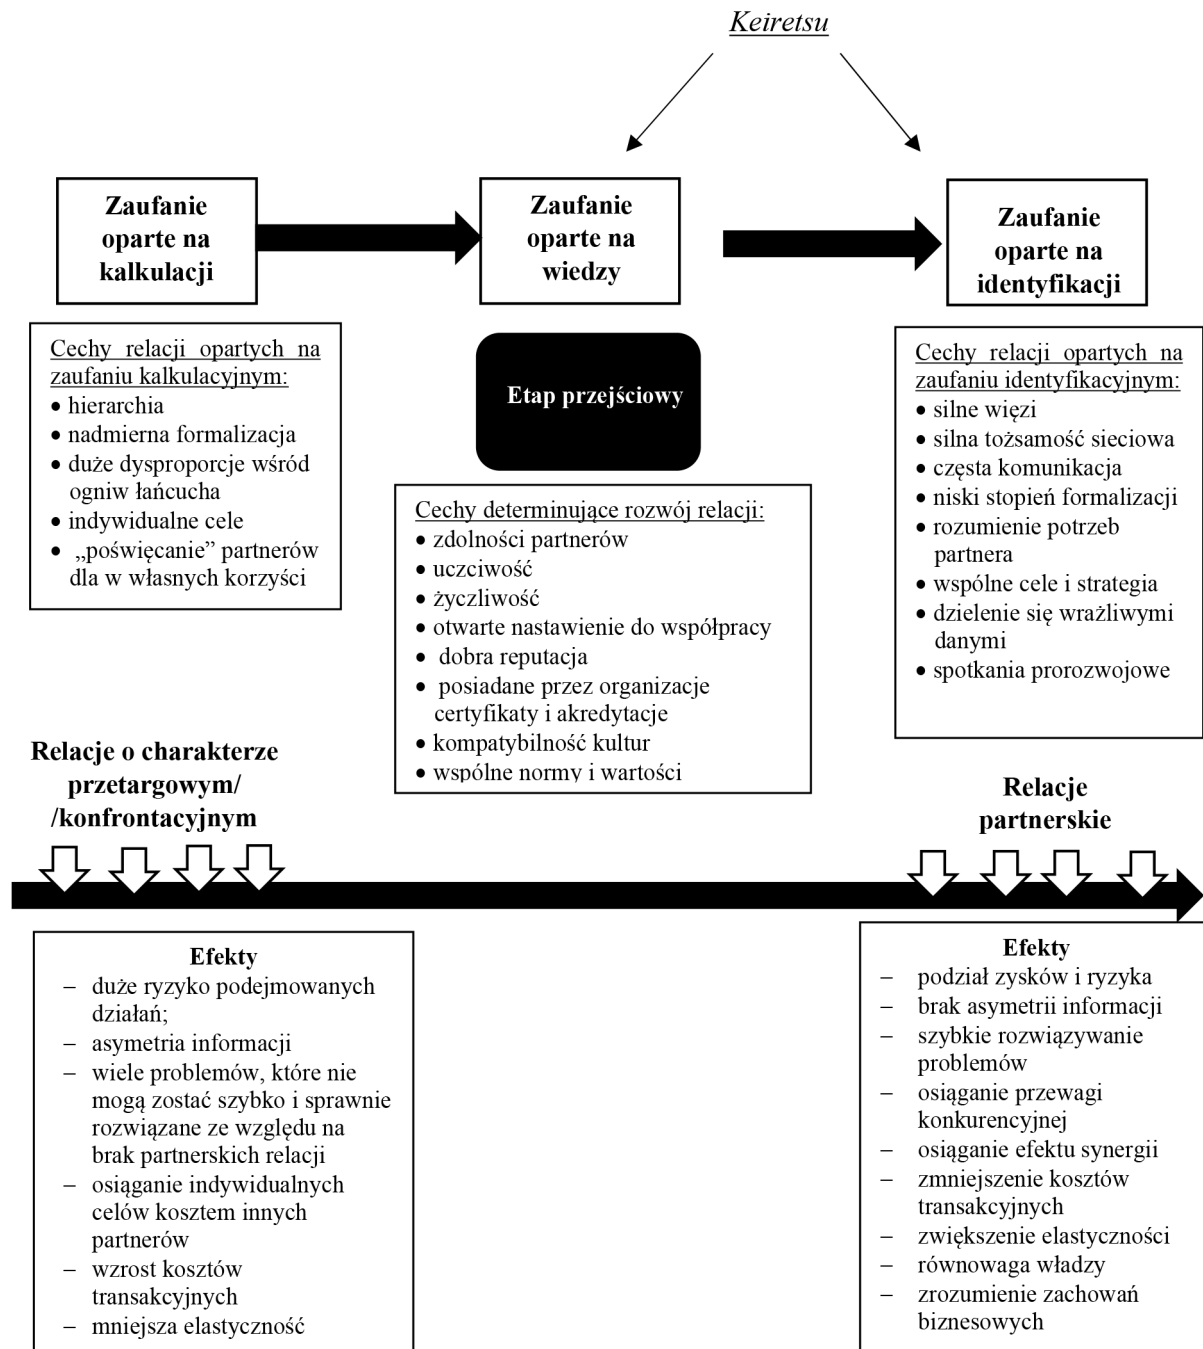 Keiretsu
Zaufanie
oparte na
kalkulacji
Zaufanie
oparte na
wiedzy
Zaufanie
oparte na
identyfikacji
Cechy relacji opartych na
zaufaniu kalkulacyjnym:
• hierarchia
• nadmierna formalizacja
• duże dysproporcje wśród
ogniw łańcucha
• indywidualne cele
• „poświęcanie” partnerów
dla w własnych korzyści
Etap przejściowy
Cechy determinujące rozwój relacji:
• zdolności partnerów
• uczciwość
• życzliwość
• otwarte nastawienie do współpracy
• dobra reputacja
• posiadane przez organizacje
certyfikaty i akredytacje
• kompatybilność kultur
• wspólne normy i wartości
Cechy relacji opartych na
zaufaniu identyfikacyjnym:
• silne więzi
• silna tożsamość sieciowa
• częsta komunikacja
• niski stopień formalizacji
• rozumienie potrzeb
partnera
• wspólne cele i strategia
• dzielenie się wrażliwymi
danymi
• spotkania prorozwojowe
Relacje o charakterze
przetargowym/
/konfrontacyjnym
Relacje
partnerskie
Efekty
– duże ryzyko podejmowanych
działań;
– asymetria informacji
– wiele problemów, które nie
mogą zostać szybko i sprawnie
rozwiązane ze względu na
brak partnerskich relacji
– osiąganie indywidualnych
celów kosztem innych
partnerów
– wzrost kosztów
transakcyjnych
– mniejsza elastyczność
Efekty
– podział zysków i ryzyka
– brak asymetrii informacji
– szybkie rozwiązywanie
problemów
– osiąganie przewagi
konkurencyjnej
– osiąganie efektu synergii
– zmniejszenie kosztów
transakcyjnych
– zwiększenie elastyczności
– równowaga władzy
– zrozumienie zachowań
biznesowych